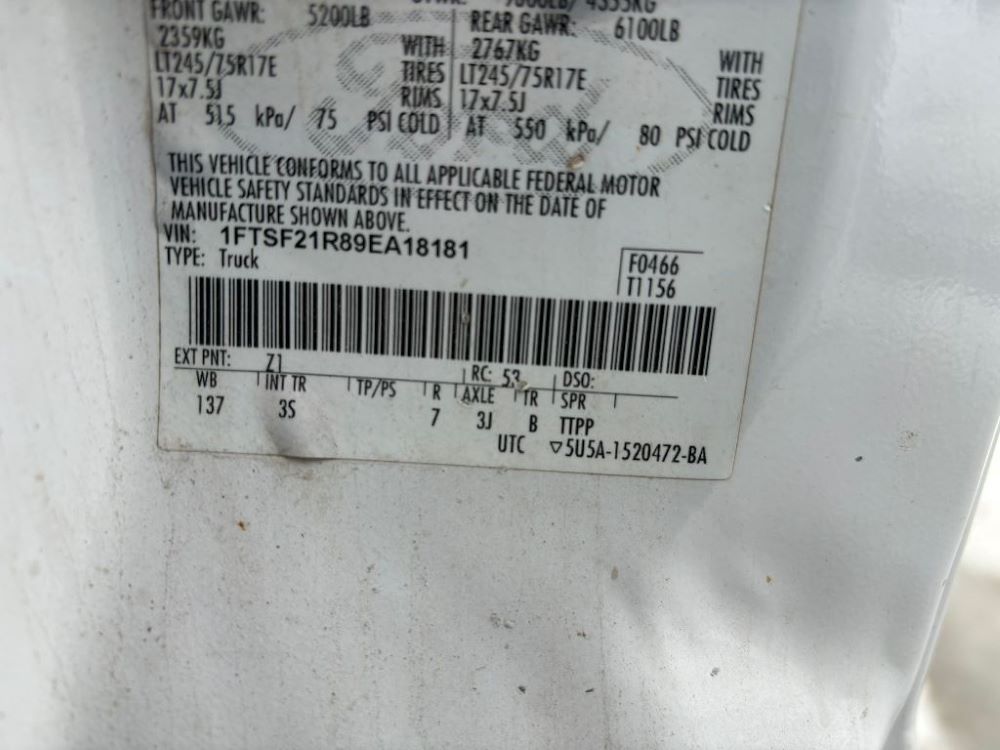 FRONT GAWR: 5200LB REAR GAWR: 6100LB
2359KG WITH 2767KG WITH
LT245/75R17E TIRES LT245/75R17E TIRES
17x7.5J RIMS 17x7.5J RIMS
AT 515 kPa/ 75 PSI COLD AT 550 kPa/ 80 PSI COLD
THIS VEHICLE CONFORMS TO ALL APPLICABLE FEDERAL MOTOR
VEHICLE SAFETY STANDARDS IN EFFECT ON THE DATE OF
MANUFACTURE SHOWN ABOVE.
VIN: 1FTSF21R89EA18181
TYPE: Truck
F0466
T1156
EXT PNT: Z1 RC: 53 DSO:
WB INT TR TP/PS R AXLE TR SPR
137 3S 7 3J B TTPP
UTC ▽5U5A-1520472-BA
Ford